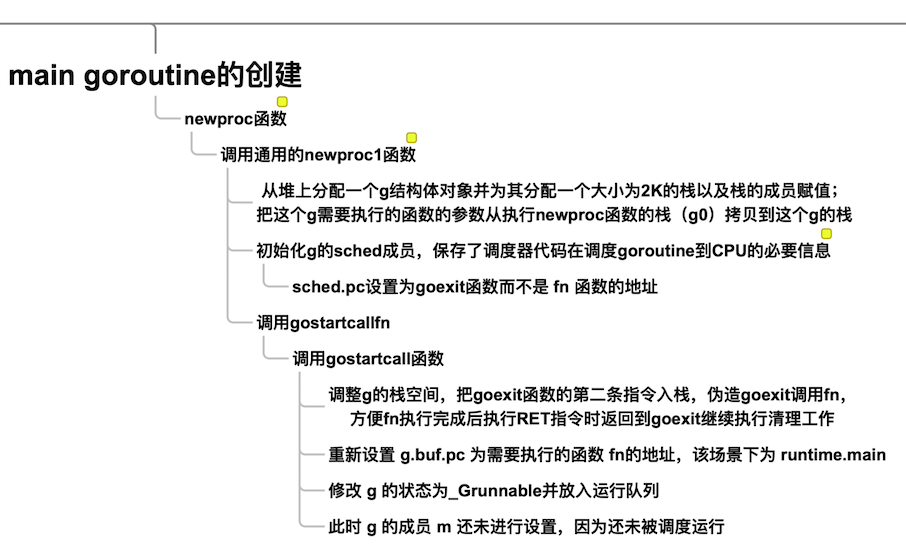 main goroutine的创建
newproc函数
调用通用的newproc1函数
从堆上分配一个g结构体对象并为其分配一个大小为2K的栈以及栈的成员赋值；
把这个g需要执行的函数的参数从执行newproc函数的栈（g0）拷贝到这个g的栈
初始化g的sched成员，保存了调度器代码在调度goroutine到CPU的必要信息
sched.pc设置为goexit函数而不是 fn 函数的地址
调用gostartcallfn
调用gostartcall函数
调整g的栈空间，把goexit函数的第二条指令入栈，伪造goexit调用fn，
方便fn执行完成后执行RET指令时返回到goexit继续执行清理工作
重新设置 g.buf.pc 为需要执行的函数 fn的地址，该场景下为 runtime.main
修改 g 的状态为_Grunnable并放入运行队列
此时 g 的成员 m 还未进行设置，因为还未被调度运行